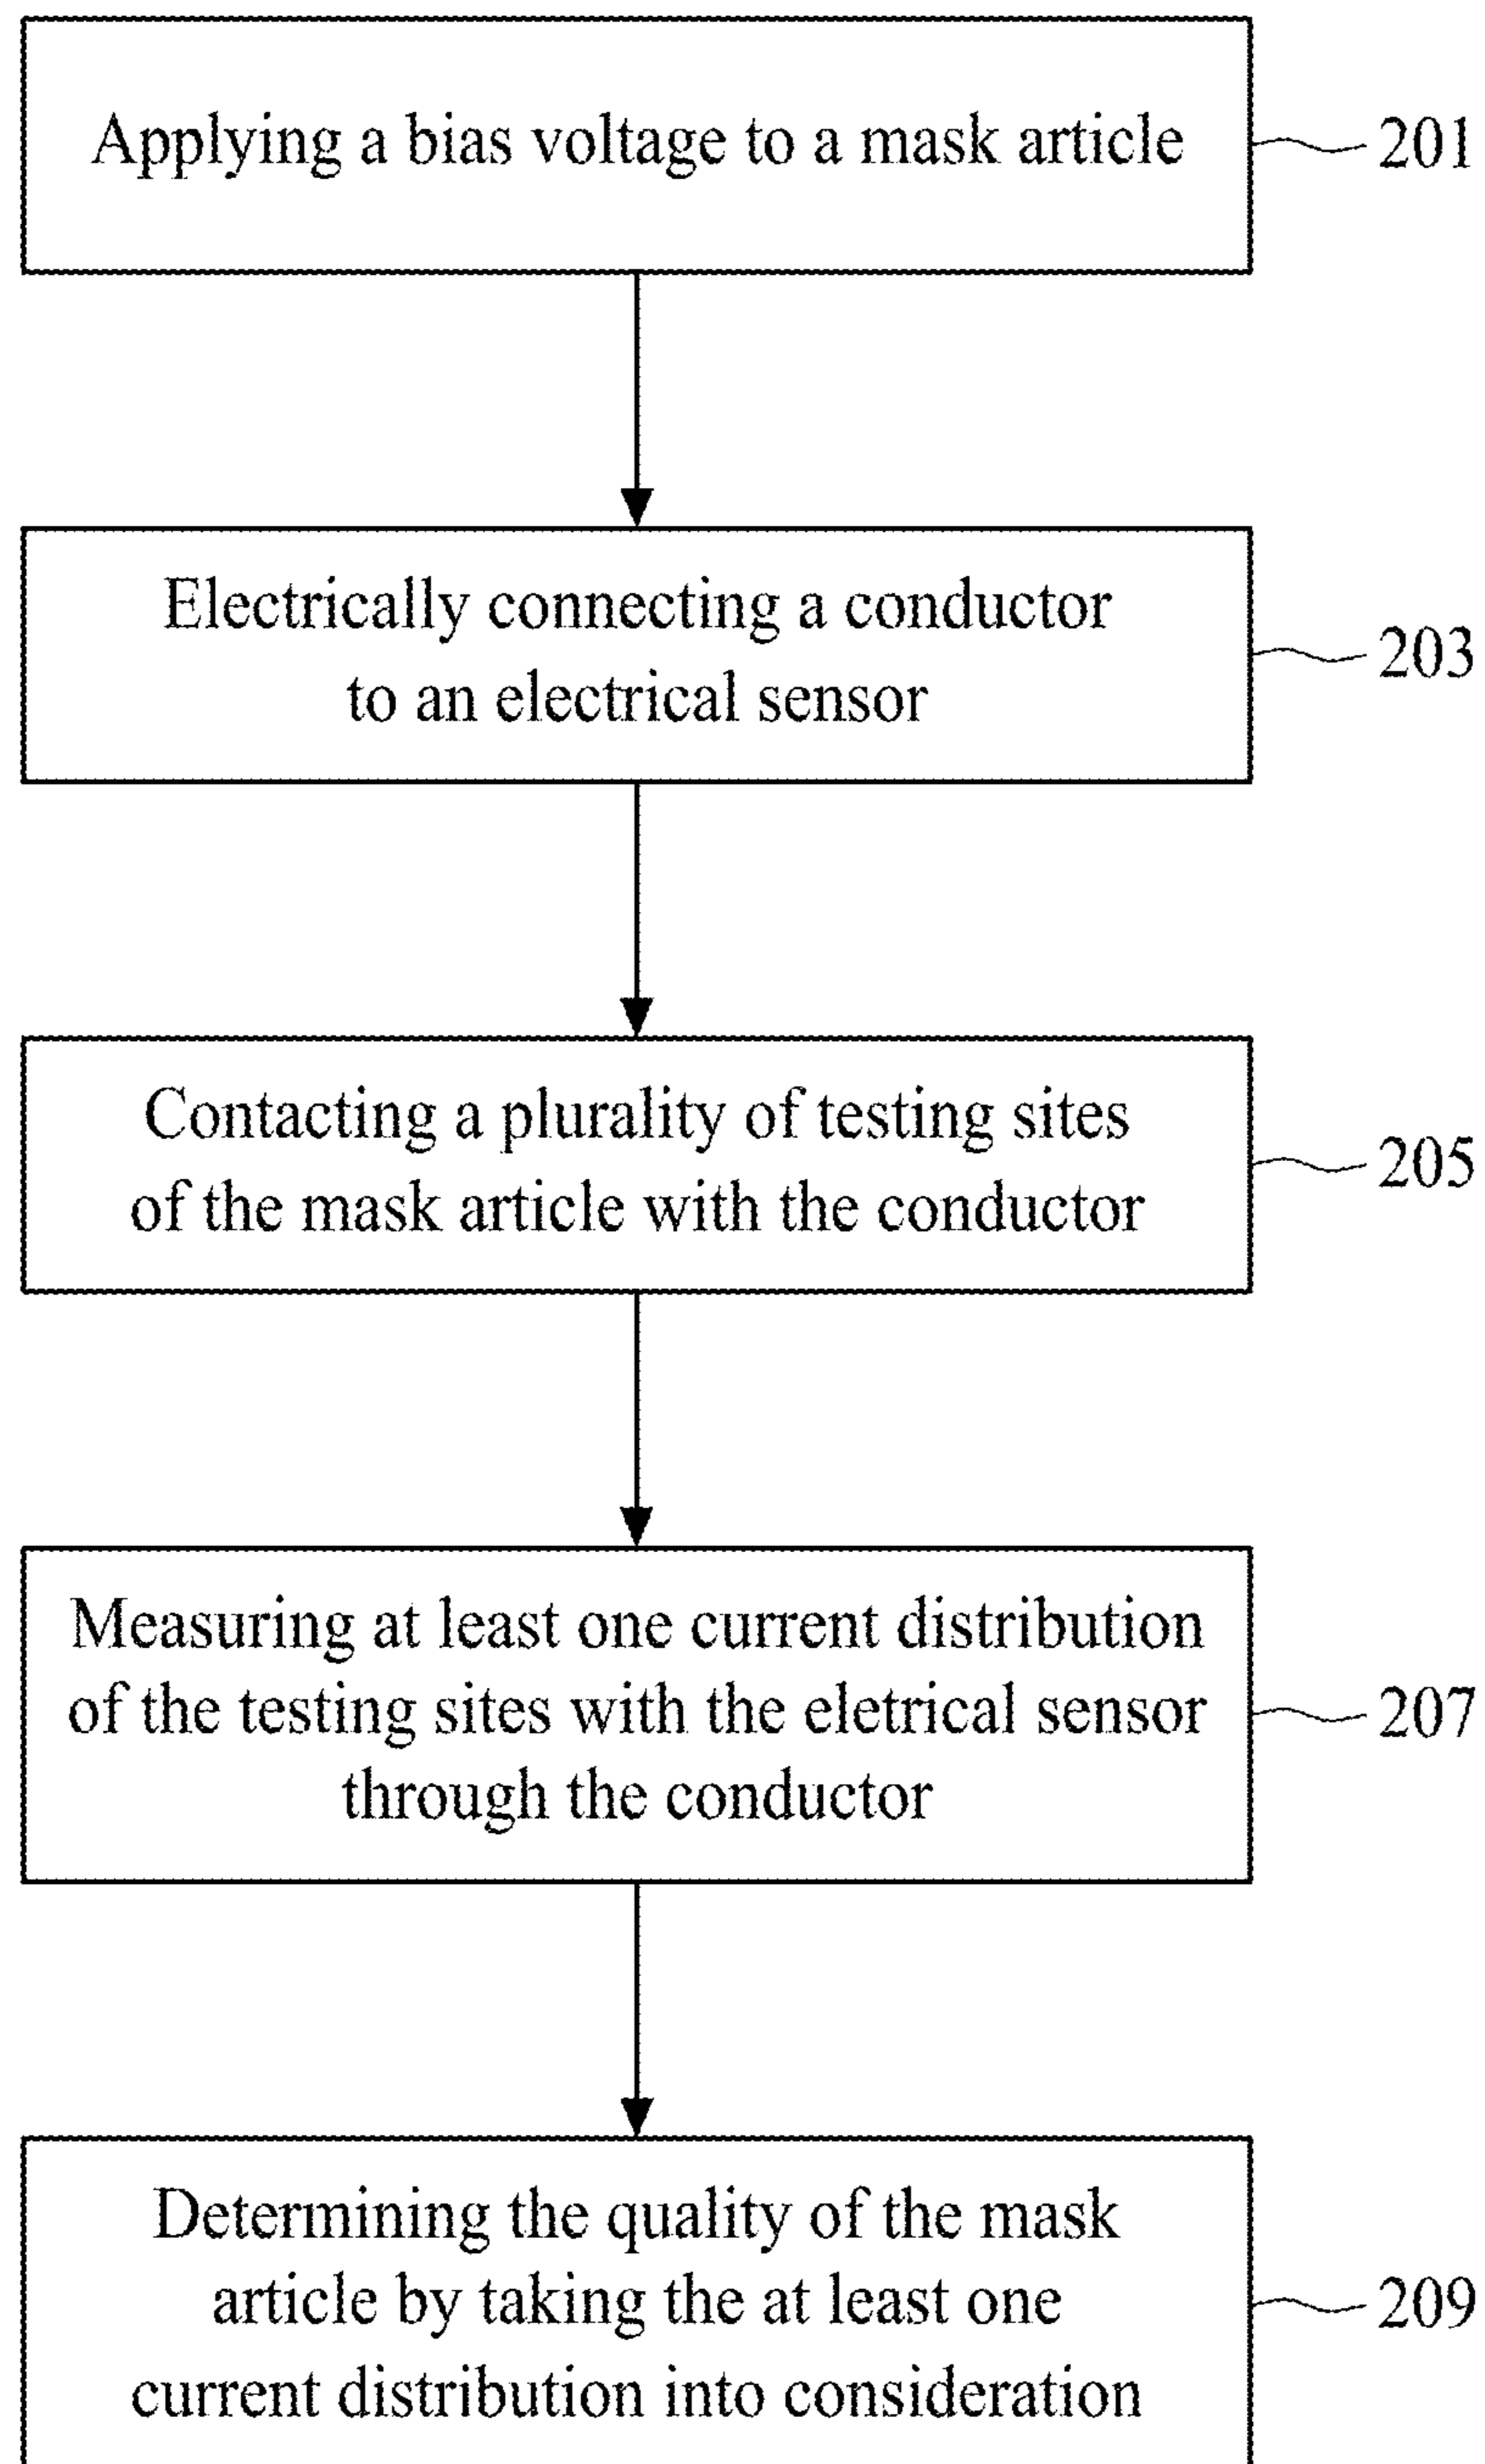 Applying a bias voltage to a mask article
201
Electrically connecting a conductor
to an electrical sensor
203
Contacting a plurality of testing sites
of the mask article with the conductor
205
Measuring at least one current distribution
of the testing sites with the eletrical sensor
through the conductor
207
Determining the quality of the mask
article by taking the at least one
current distribution into consideration
209